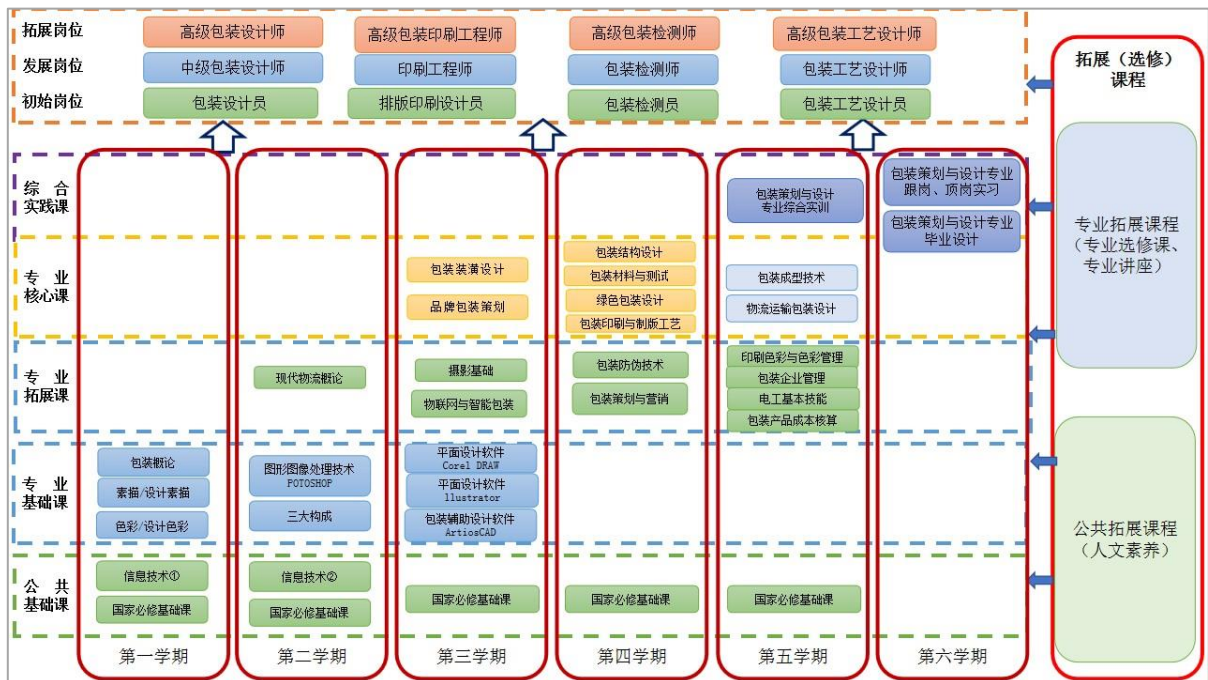 拓展岗位
高级包装设计师
高级包装印刷工程师
高级包装检测师
高级包装工艺设计师
发展岗位
中级包装设计师
印刷工程师
包装检测师
包装工艺设计师
初始岗位
包装设计员
排版印刷设计员
包装检测员
包装工艺设计员
综 合
实践课
包装策划与设计
专业综合实训
包装策划与设计专业
跟岗、顶岗实习
包装策划与设计专业
毕业设计
专 业
核心课
包装装潢设计
品牌包装策划
包装结构设计
包装材料与测试
绿色包装设计
包装印刷与制版工艺
包装成型技术
物流运输包装设计
专 业
拓展课
现代物流概论
摄影基础
物联网与智能包装
包装防伪技术
包装策划与营销
印刷色彩与色彩管理
包装企业管理
电工基本技能
包装产品成本核算
专 业
基础课
包装概论
素描/设计素描
色彩/设计色彩
图形图像处理技术
POTOSHOP
三大构成
平面设计软件
Corel DRAW
平面设计软件
llustrator
包装辅助设计软件
ArtiosCAD
公 共
基础课
信息技术①
国家必修基础课
信息技术②
国家必修基础课
国家必修基础课
国家必修基础课
国家必修基础课
第一学期
第二学期
第三学期
第四学期
第五学期
第六学期
拓展（选修）
课程
专业拓展课程
（专业选修课、
专业讲座）
公共拓展课程
（人文素养）